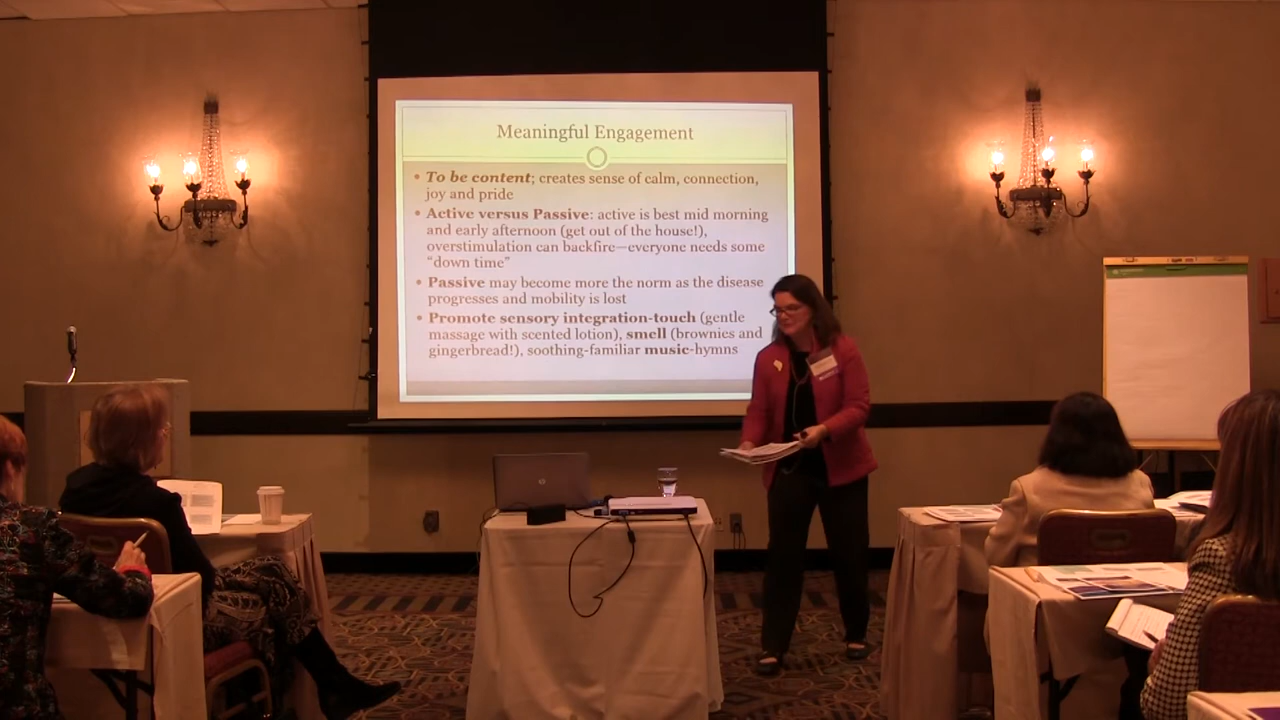 Meaningful Engagement
• To be content; creates sense of calm, connection,
joy and pride
• Active versus Passive: active is best mid morning
and early afternoon (get out of the house!),
overstimulation can backfire—everyone needs some
“down time”
• Passive may become more the norm as the disease
progresses and mobility is lost
• Promote sensory integration-touch (gentle
massage with scented lotion), smell (brownies and
gingerbread!), soothing-familiar music-hymns